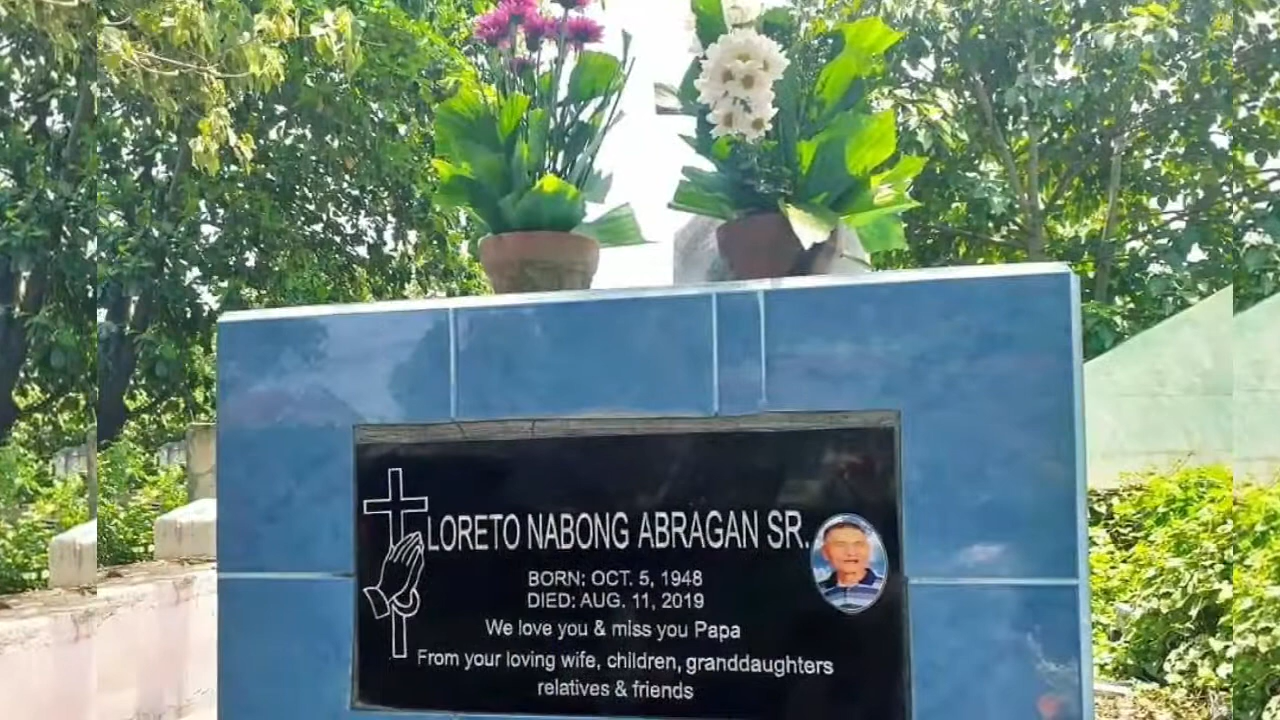 LORETO NABONG ABRAGAN SR.
BORN: OCT. 5, 1948
DIED: AUG. 11, 2019
We love you & miss you Papa
From your loving wife, children, granddaughters
relatives & friends